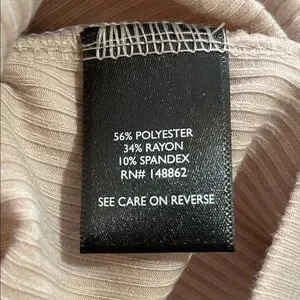 56% POLYESTER
34% RAYON
10% SPANDEX
RN# 148862
SEE CARE ON REVERSE